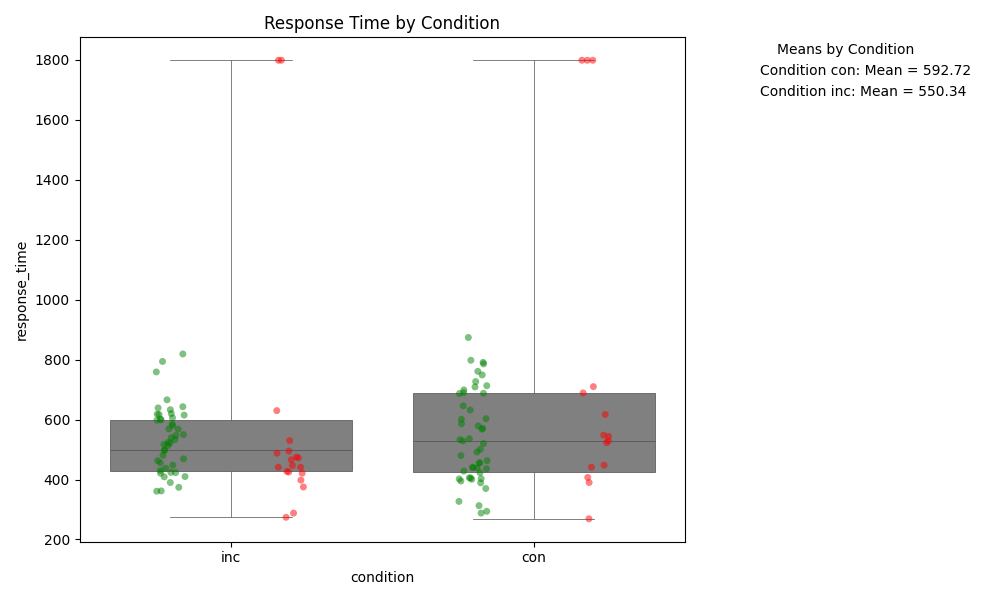 Response Time by Condition
Means by Condition
Condition con: Mean = 592.72
Condition inc: Mean = 550.34
response_time
1800
1600
1400
1200
1000
800
600
400
200
inc
con
condition